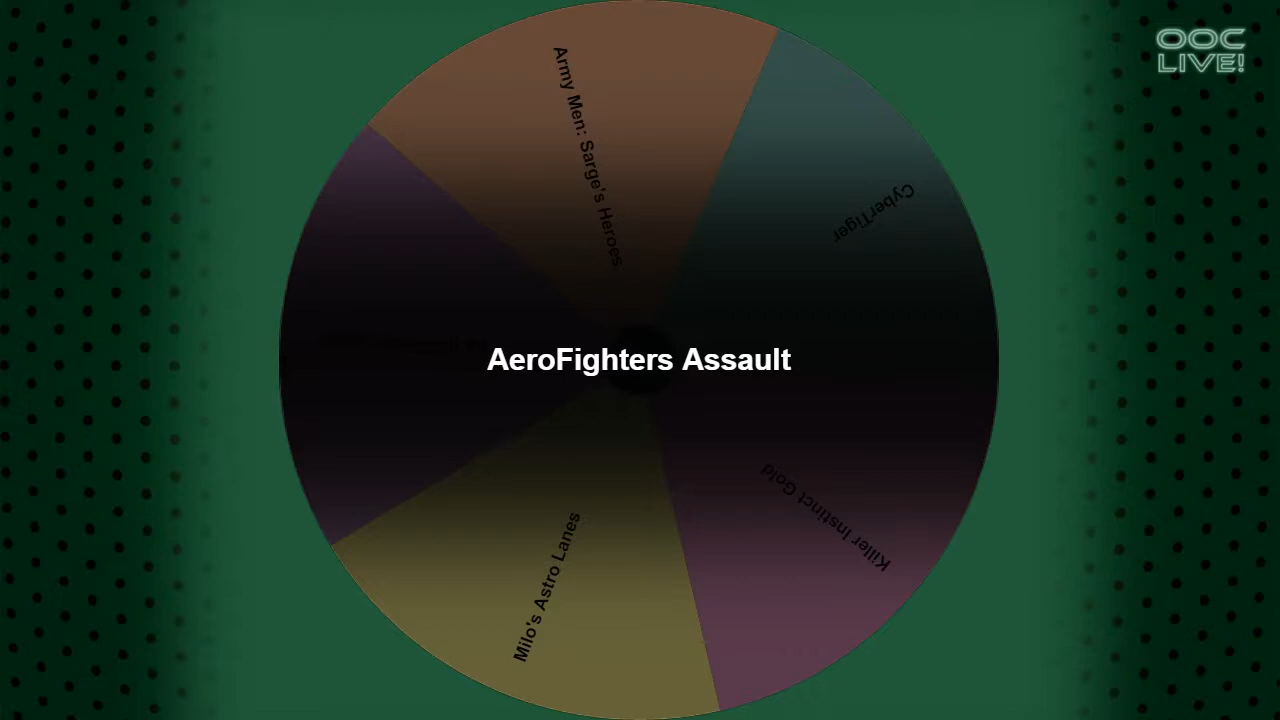 OOC
LIVE!
Army Men: Sarge's Heroes
CyberTiger
AeroFighters Assault
Killer Instinct Gold
Milo's Astro Lanes